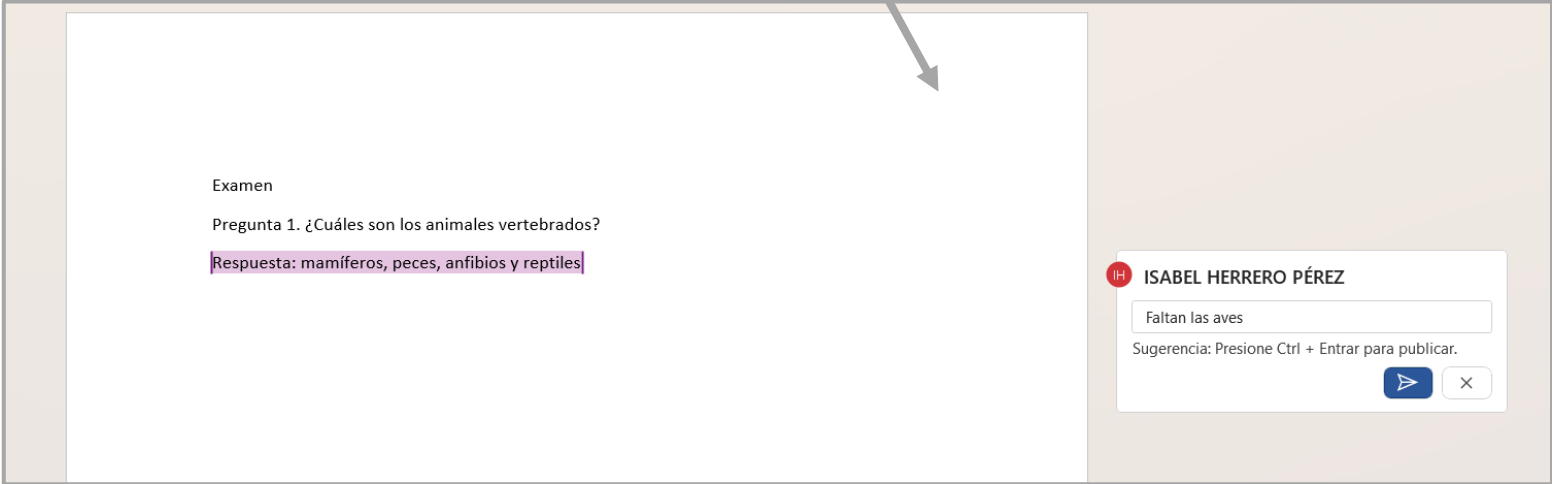 Examen
Pregunta 1. ¿Cuáles son los animales vertebrados?
Respuesta: mamíferos, peces, anfibios y reptiles
IH
ISABEL HERRERO PÉREZ
Faltan las aves
Sugerencia: Presione Ctrl + Entrar para publicar.